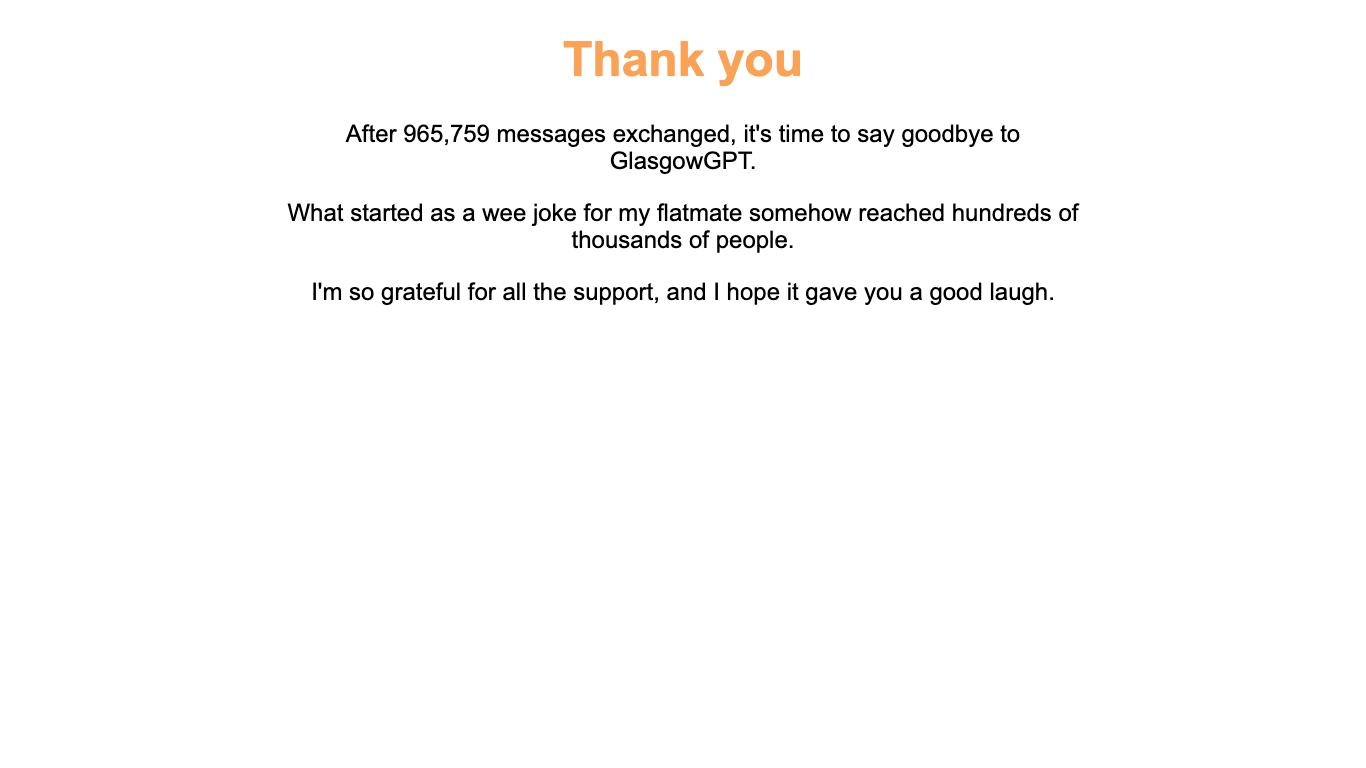 Thank you
After 965,759 messages exchanged, it's time to say goodbye to
GlasgowGPT.
What started as a wee joke for my flatmate somehow reached hundreds of
thousands of people.
I'm so grateful for all the support, and I hope it gave you a good laugh.